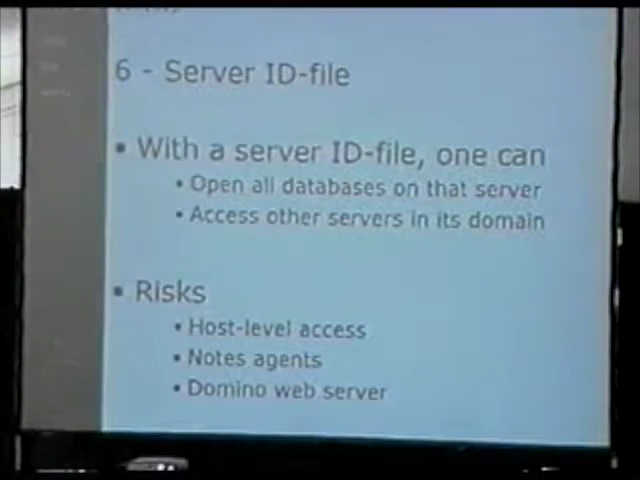 6 - Server ID-file
• With a server ID-file, one can
• Open all databases on that server
• Access other servers in its domain
• Risks
• Host-level access
• Notes agents
• Domino web server